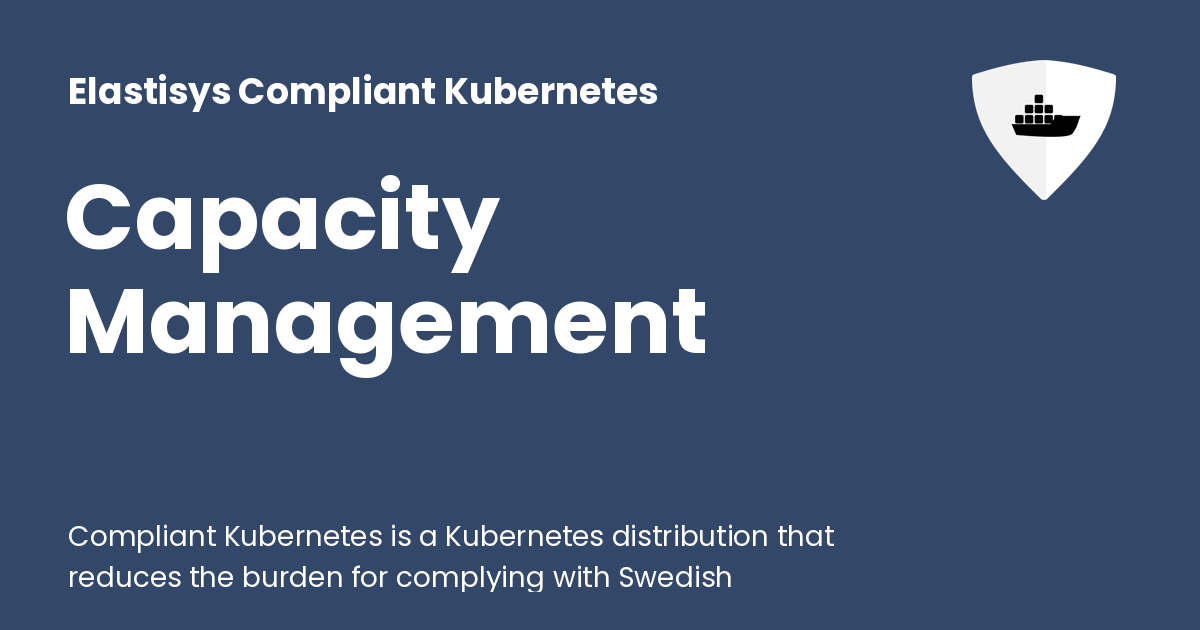 Elastisys Compliant Kubernetes
Capacity
Management
Compliant Kubernetes is a Kubernetes distribution that
reduces the burden for complying with Swedish